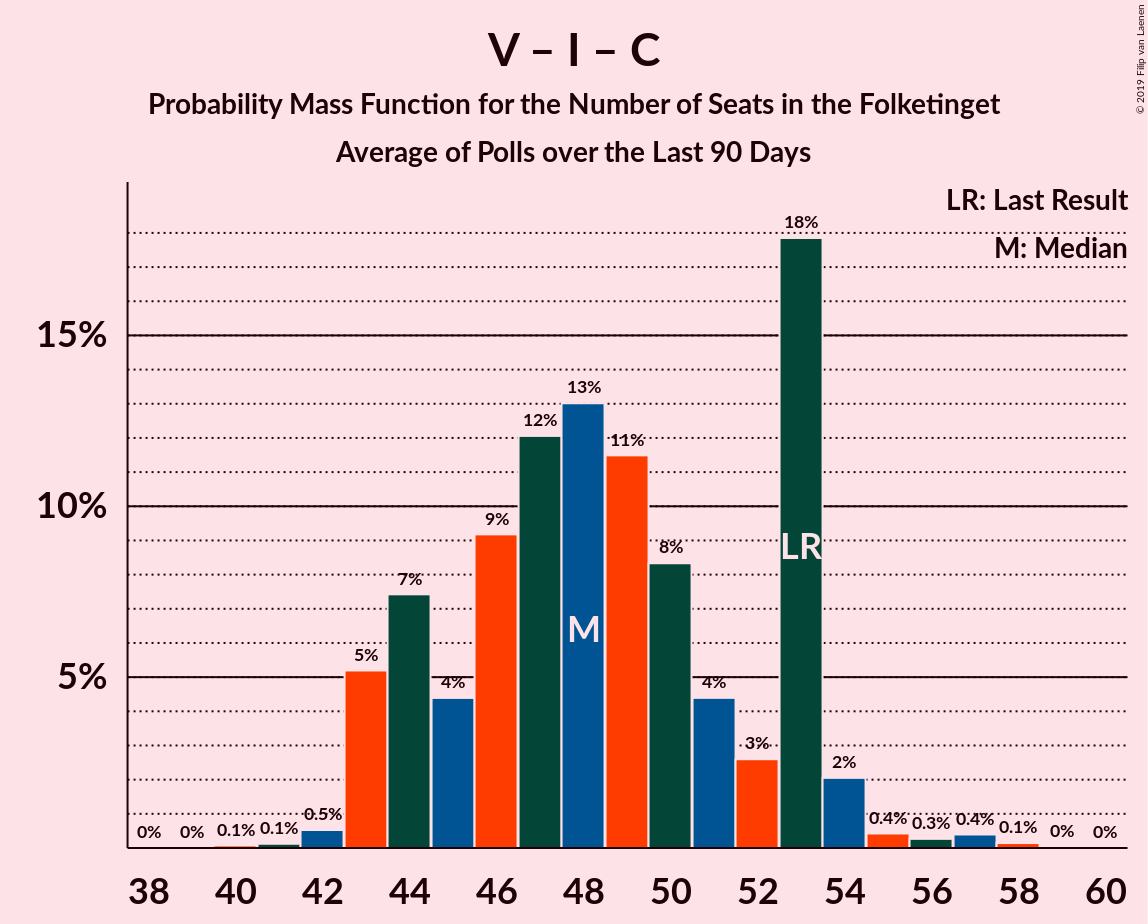 V – I – C
Probability Mass Function for the Number of Seats in the Folketinget
Average of Polls over the Last 90 Days
© 2019 Filip van Laenen
LR: Last Result
M: Median
18%
15%
13%
12%
11%
10%
9%
8%
7%
5%
5%
4%
4%
3%
2%
0%
0%
0.1%
0.1%
0.5%
0.4%
0.3%
0.4%
0.1%
0%
0%
LR
M
38 40 42 44 46 48 50 52 54 56 58 60